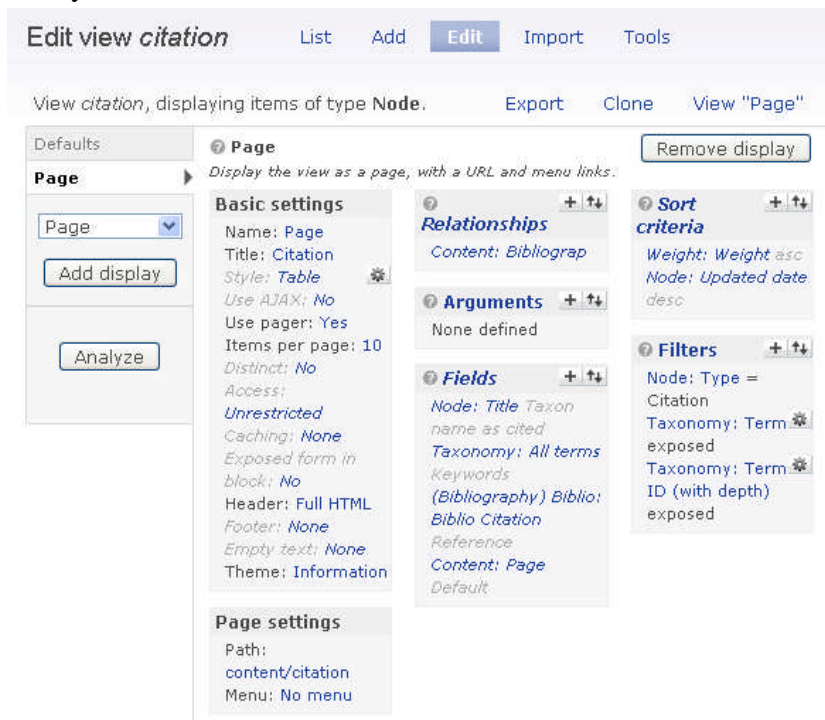 Edit view citation
List Add Edit Import Tools
View citation, displaying items of type Node.
Export Clone View "Page"
Defaults
Page
Page
Add display
Analyze
Page
Remove display
Display the view as a page, with a URL and menu links.
Basic settings
Name: Page
Title: Citation
Style: Table
Use AJAX: No
Use pager: Yes
Items per page: 10
Distinct: No
Access:
Unrestricted
Caching: None
Exposed form in
block: No
Header: Full HTML
Footer: None
Empty text: None
Theme: Information
Page settings
Path:
content/citation
Menu: No menu
Relationships
Content: Bibliograp
Arguments
None defined
Fields
Node: Title Taxon
name as cited
Taxonomy: All terms
Keywords
(Bibliography) Biblio:
Biblio Citation
Reference
Content: Page
Default
Sort
criteria
Weight: Weight asc
Node: Updated date
desc
Filters
Node: Type =
Citation
Taxonomy: Term
exposed
Taxonomy: Term
ID (with depth)
exposed